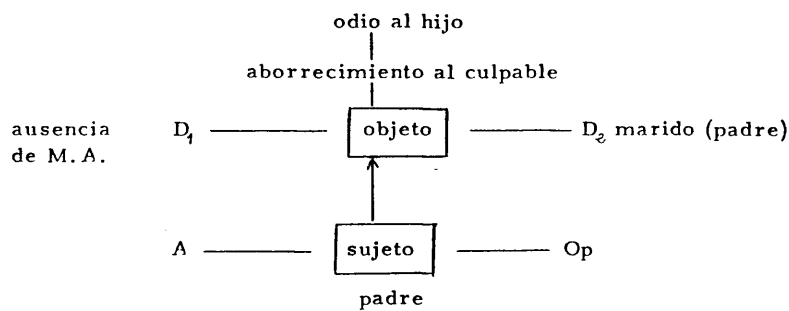 odio al hijo
aborrecimiento al culpable
ausencia
de M.A.
D₁ objeto D₂ marido (padre)
A sujeto Op
padre